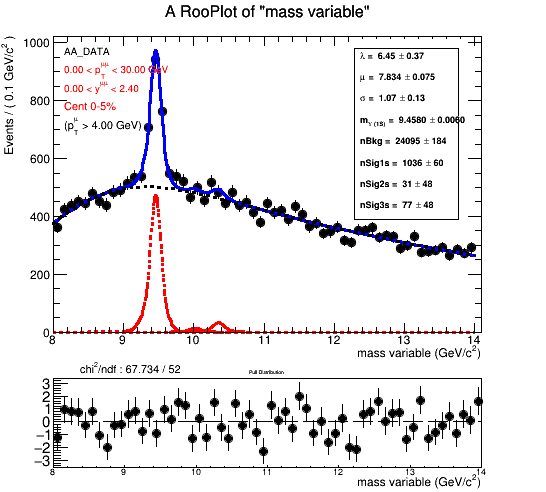 A RooPlot of "mass variable"
Events / ( 0.1 GeV/c² )
1000
800
600
400
200
0
AA_DATA
0.00 < p_T^μμ < 30.00 GeV
0.00 < y^μμ < 2.40
Cent 0-5%
(p_T^μ > 4.00 GeV)
λ = 6.45 ± 0.37
μ = 7.834 ± 0.075
σ = 1.07 ± 0.13
m_Υ (1S) = 9.4580 ± 0.0060
nBkg = 24095 ± 184
nSig1s = 1036 ± 60
nSig2s = 31 ± 48
nSig3s = 77 ± 48
8 9 10 11 12 13 14
mass variable (GeV/c²)
chi²/ndf : 67.734 / 52
Pull Distribution
3
2
1
0
−1
−2
−3
8 9 10 11 12 13 14
mass variable (GeV/c²)